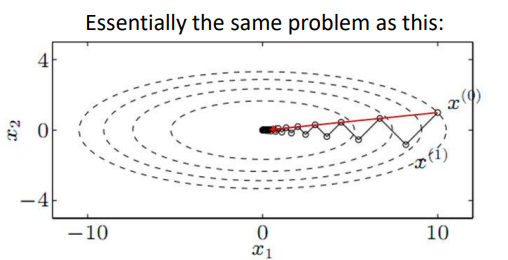 Essentially the same problem as this:
4
x₂
0
x⁽⁰⁾
x⁽¹⁾
−4
−10
0
10
x₁